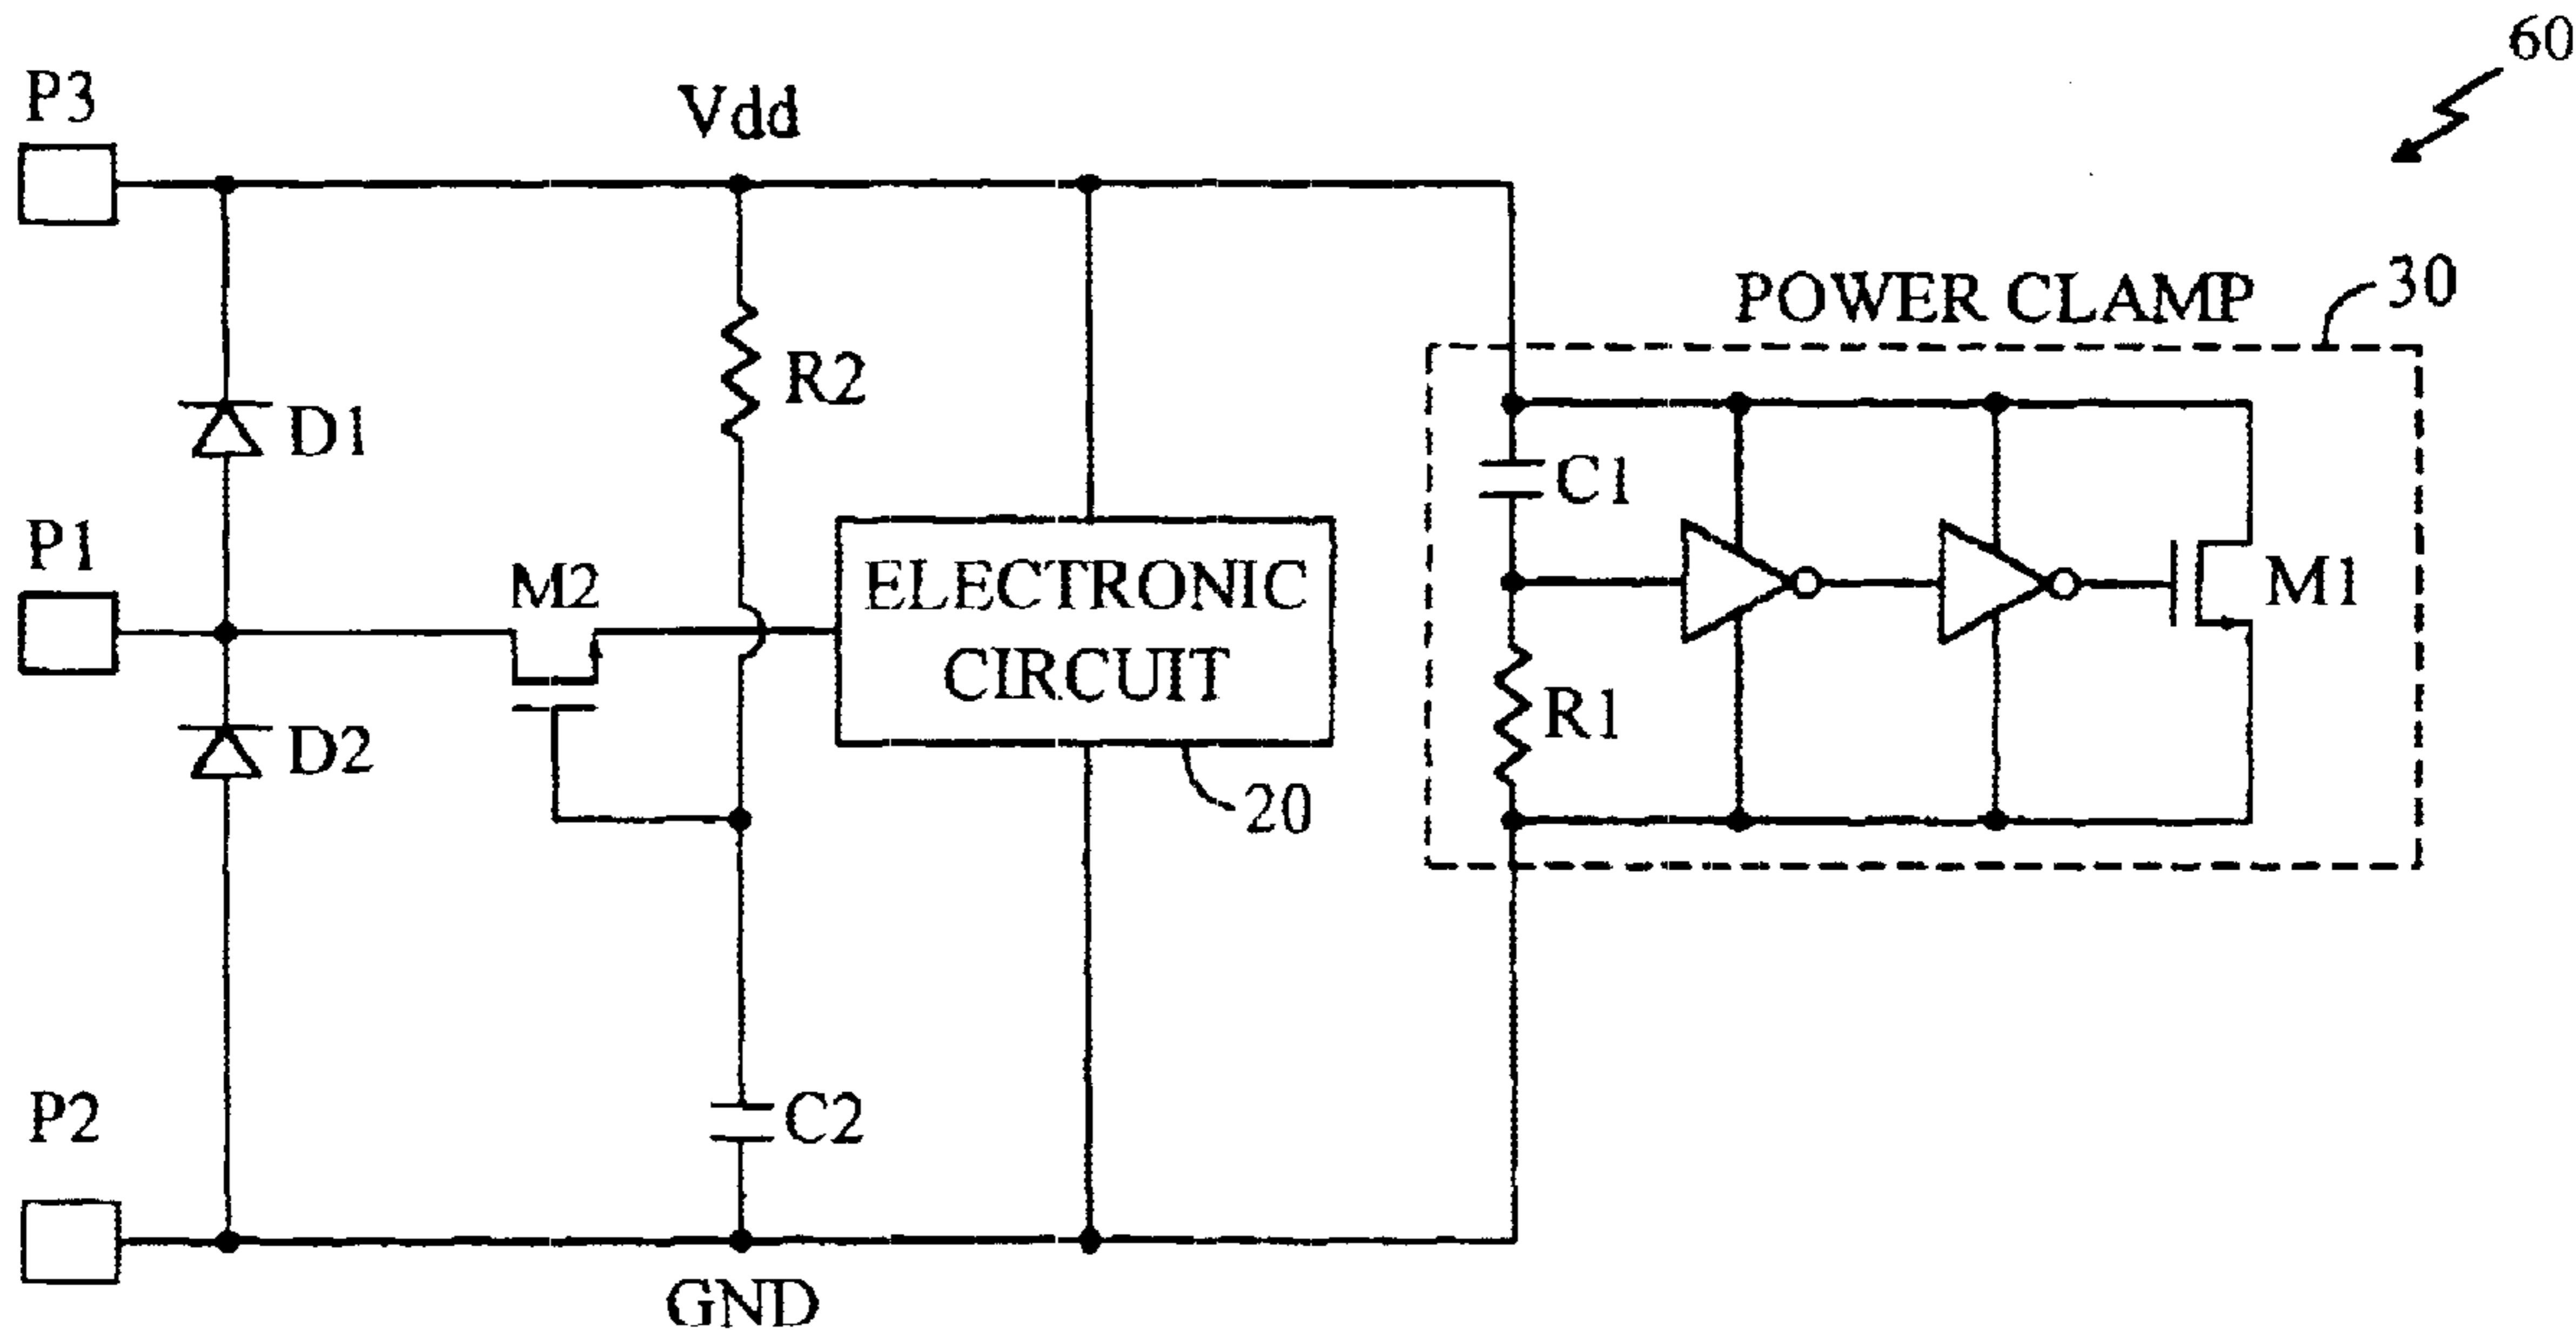 60
P3
Vdd
POWER CLAMP
30
R2
D1
C1
P1
M2
ELECTRONIC
CIRCUIT
M1
R1
D2
20
P2
C2
GND